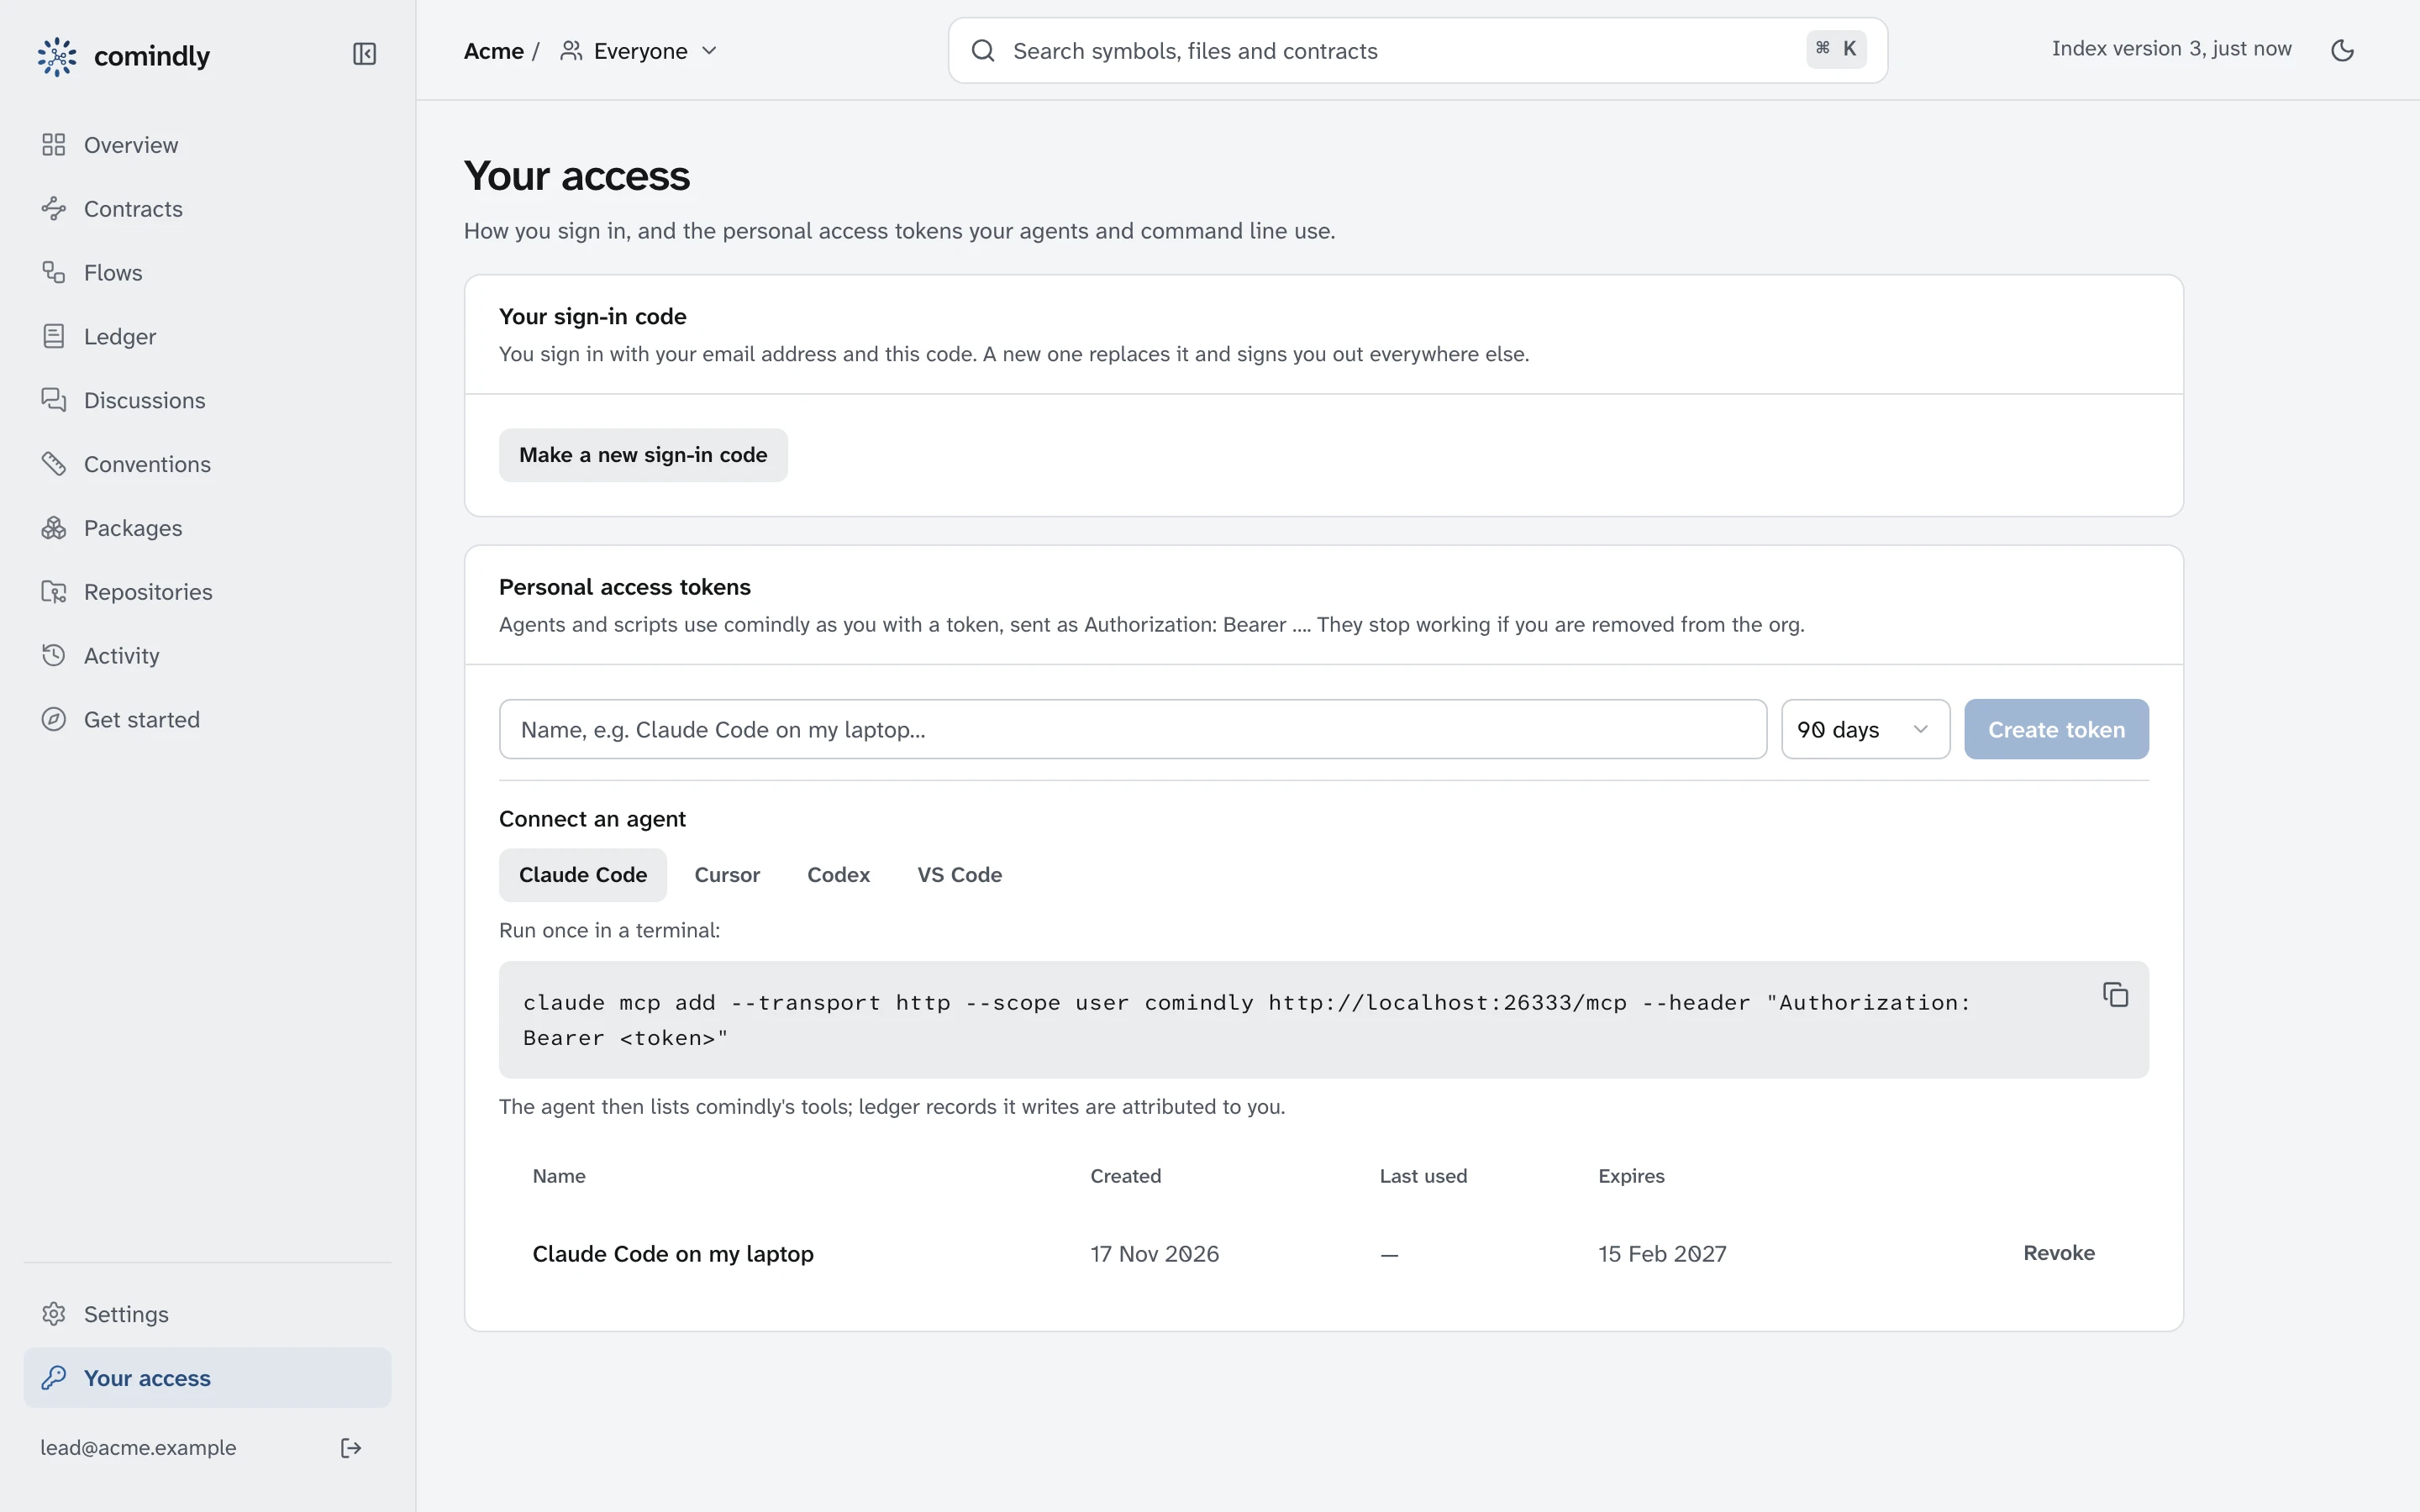 comindly
Overview
Contracts
Flows
Ledger
Discussions
Conventions
Packages
Repositories
Activity
Get started
Settings
Your access
lead@acme.example
Acme / Everyone
Search symbols, files and contracts ⌘ K
Index version 3, just now
Your access
How you sign in, and the personal access tokens your agents and command line use.
Your sign-in code
You sign in with your email address and this code. A new one replaces it and signs you out everywhere else.
Make a new sign-in code
Personal access tokens
Agents and scripts use comindly as you with a token, sent as Authorization: Bearer .... They stop working if you are removed from the org.
Name, e.g. Claude Code on my laptop... 90 days Create token
Connect an agent
Claude Code Cursor Codex VS Code
Run once in a terminal:
claude mcp add --transport http --scope user comindly http://localhost:26333/mcp --header "Authorization:
Bearer <token>"
The agent then lists comindly's tools; ledger records it writes are attributed to you.
Name Created Last used Expires
Claude Code on my laptop 17 Nov 2026 — 15 Feb 2027 Revoke